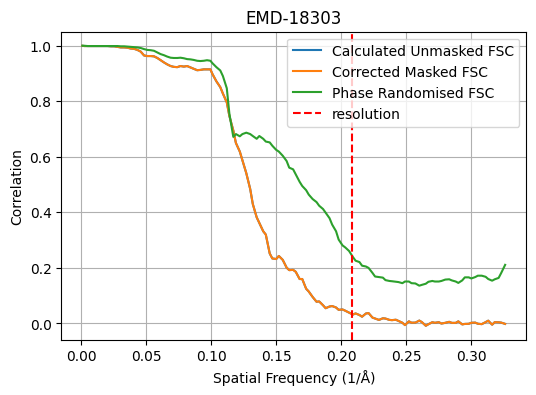 EMD-18303
Calculated Unmasked FSC
Corrected Masked FSC
Phase Randomised FSC
resolution
Correlation
1.0
0.8
0.6
0.4
0.2
0.0
0.00 0.05 0.10 0.15 0.20 0.25 0.30
Spatial Frequency (1/Å)